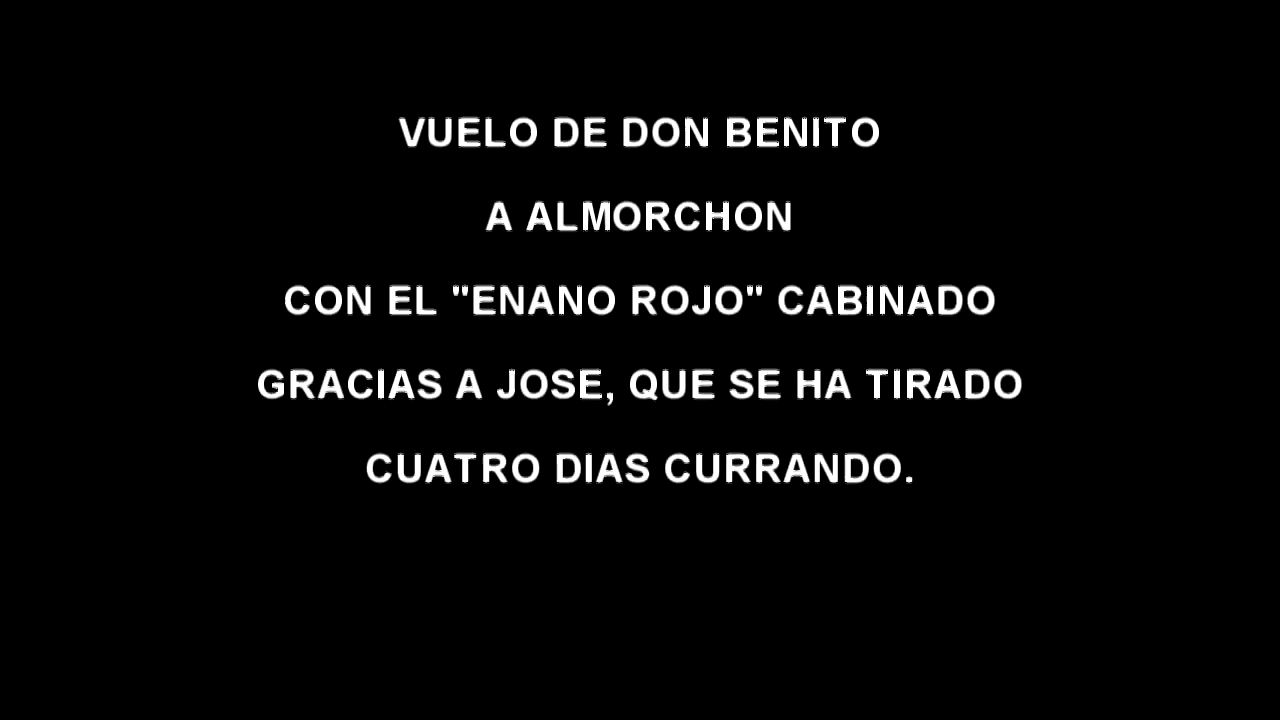 VUELO DE DON BENITO
A ALMORCHON
CON EL "ENANO ROJO" CABINADO
GRACIAS A JOSE, QUE SE HA TIRADO
CUATRO DIAS CURRANDO.